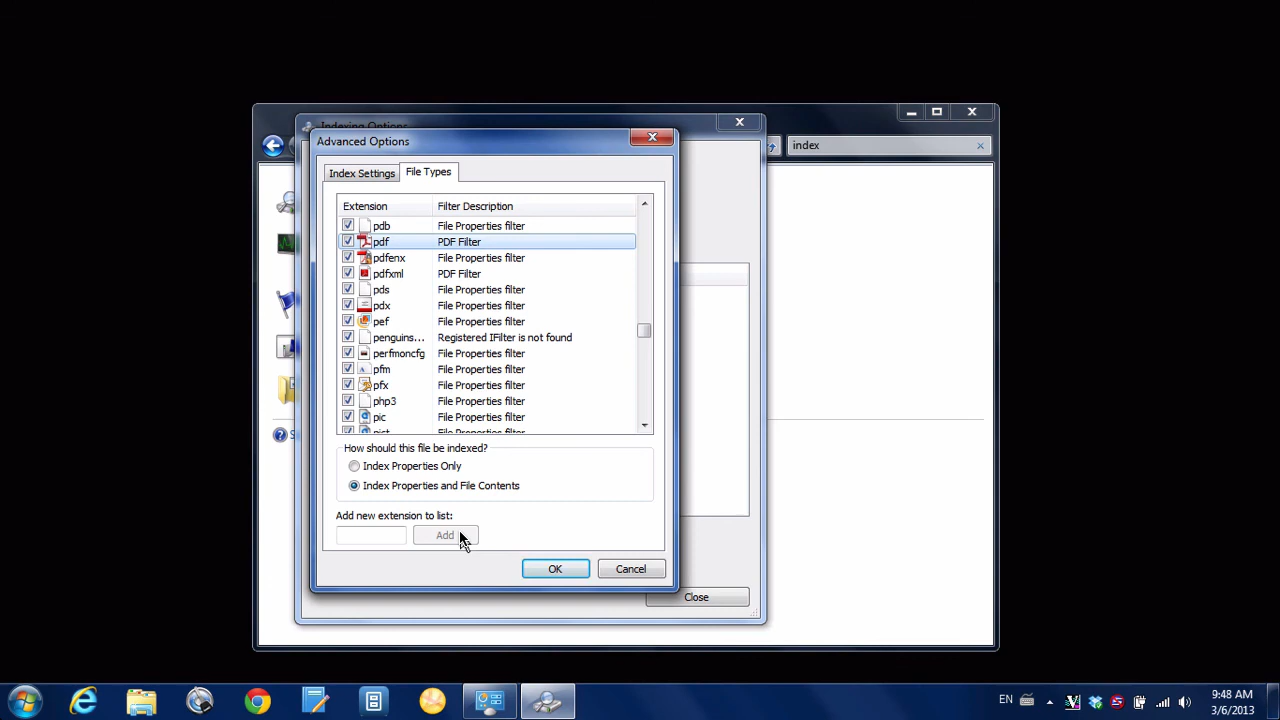 Indexing Options
Advanced Options
index
Index Settings
File Types
Extension Filter Description
pdb File Properties filter
pdf PDF Filter
pdfenx File Properties filter
pdfxml PDF Filter
pds File Properties filter
pdx File Properties filter
pef File Properties filter
penguins... Registered IFilter is not found
perfmoncfg File Properties filter
pfm File Properties filter
pfx File Properties filter
php3 File Properties filter
pic File Properties filter
pict File Properties filter
How should this file be indexed?
Index Properties Only
Index Properties and File Contents
Add new extension to list:
Add
OK Cancel
Close
EN
9:48 AM
3/6/2013